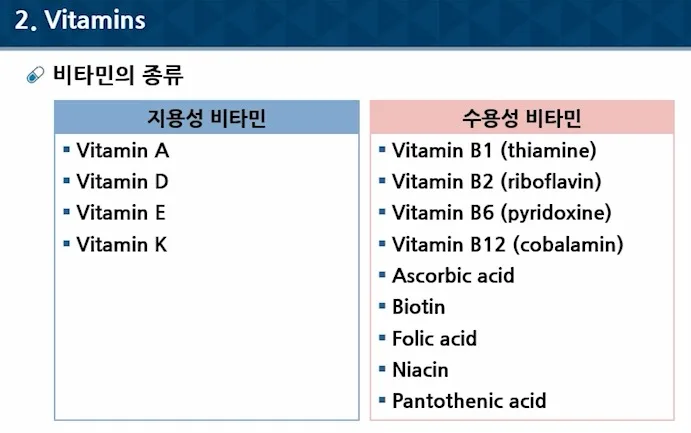 2. Vitamins
비타민의 종류
지용성 비타민
▪ Vitamin A
▪ Vitamin D
▪ Vitamin E
▪ Vitamin K
수용성 비타민
▪ Vitamin B1 (thiamine)
▪ Vitamin B2 (riboflavin)
▪ Vitamin B6 (pyridoxine)
▪ Vitamin B12 (cobalamin)
▪ Ascorbic acid
▪ Biotin
▪ Folic acid
▪ Niacin
▪ Pantothenic acid